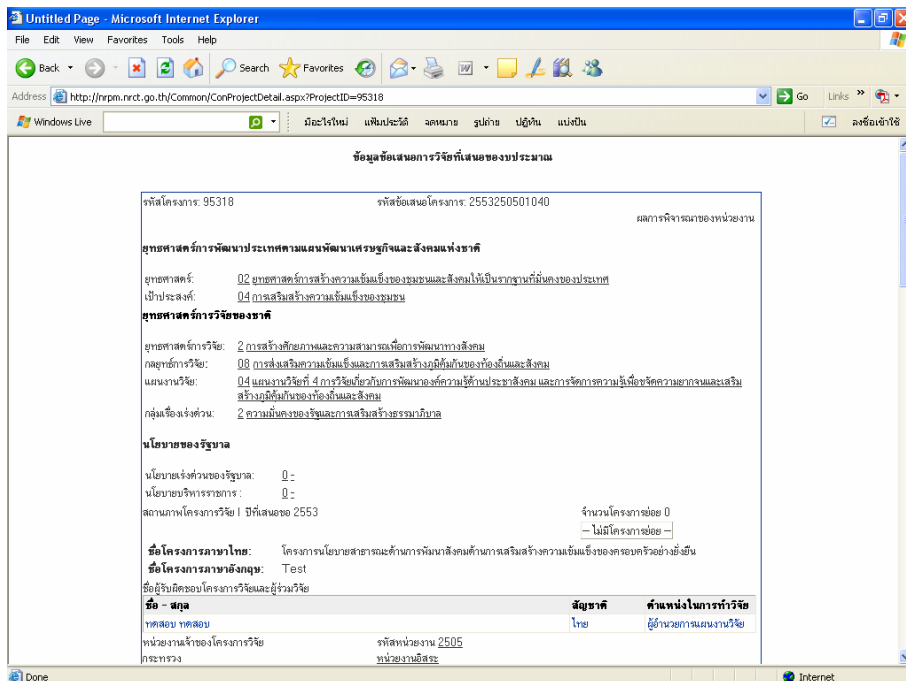 Untitled Page - Microsoft Internet Explorer
File Edit View Favorites Tools Help
Back Search Favorites
Address http://nrpm.nrct.go.th/Common/ConProjectDetail.aspx?ProjectID=95318 Go Links »
Windows Live มีอะไรใหม่ แฟ้มประวัติ จดหมาย รูปถ่าย ปฏิทิน แบ่งปัน ลงชื่อเข้าใช้
ข้อมูลข้อเสนอการวิจัยที่เสนอของบประมาณ
รหัสโครงการ: 95318 รหัสข้อเสนอโครงการ: 2553250501040
ผลการพิจารณาของหน่วยงาน
ยุทธศาสตร์การพัฒนาประเทศตามแผนพัฒนาเศรษฐกิจและสังคมแห่งชาติ
ยุทธศาสตร์: 02 ยุทธศาสตร์การสร้างความเข้มแข็งของชุมชนและสังคมให้เป็นรากฐานที่มั่นคงของประเทศ
เป้าประสงค์: 04 การเสริมสร้างความเข้มแข็งของชุมชน
ยุทธศาสตร์การวิจัยของชาติ
ยุทธศาสตร์การวิจัย: 2 การสร้างศักยภาพและความสามารถเพื่อการพัฒนาทางสังคม
กลยุทธ์การวิจัย: 08 การส่งเสริมความเข้มแข็งและการเสริมสร้างภูมิคุ้มกันของท้องถิ่นและสังคม
แผนงานวิจัย: 04 แผนงานวิจัยที่ 4 การวิจัยเกี่ยวกับการพัฒนาองค์ความรู้ด้านประชาสังคม และการจัดการความรู้เพื่อขจัดความยากจนและเสริม
สร้างภูมิคุ้มกันของท้องถิ่นและสังคม
กลุ่มเรื่องเร่งด่วน: 2 ความมั่นคงของรัฐและการเสริมสร้างธรรมาภิบาล
นโยบายของรัฐบาล
นโยบายเร่งด่วนของรัฐบาล: 0 -
นโยบายบริหารราชการ : 0 -
สถานภาพโครงการวิจัย l ปีที่เสนอขอ 2553 จำนวนโครงการย่อย 0
-- ไม่มีโครงการย่อย --
ชื่อโครงการภาษาไทย: โครงการนโยบายสาธารณะด้านการพัมนาสังคมด้านการเสริมสร้างความเข้มแข็งของครอบครัวอย่างยั่งยืน
ชื่อโครงการภาษาอังกฤษ: Test
ชื่อผู้รับผิดชอบโครงการวิจัยและผู้ร่วมวิจัย
ชื่อ - สกุล สัญชาติ ตำแหน่งในการทำวิจัย
ทดสอบ ทดสอบ ไทย ผู้อำนวยการแผนงานวิจัย
หน่วยงานเจ้าของโครงการวิจัย รหัสหน่วยงาน 2505
กระทรวง หน่วยงานอิสระ
Done Internet